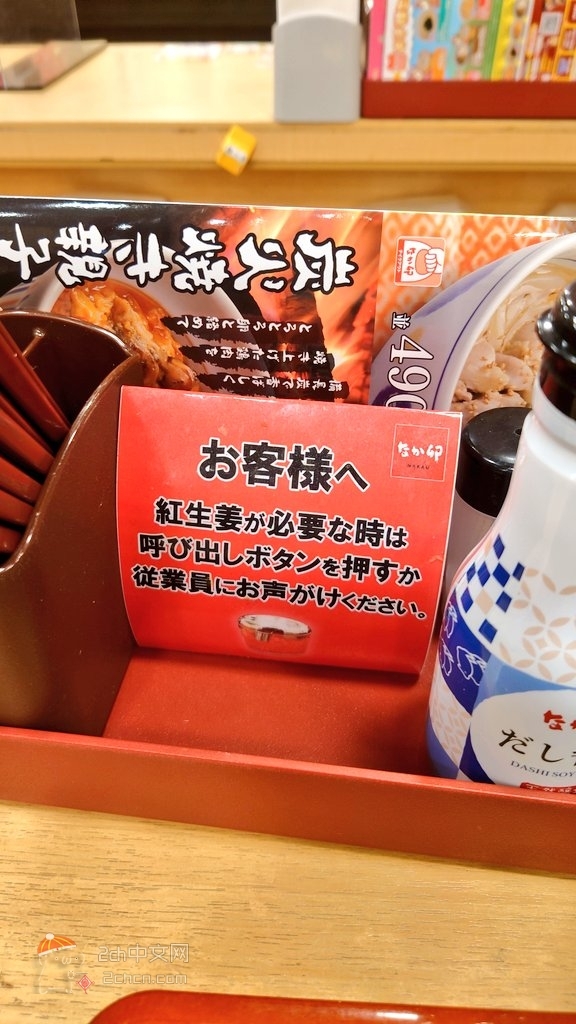 炭火焼き親子
とろとろ卵と絡めて
焼き上げた鶏肉を
備長炭で香ばしく
なか卯
並 490
なか卯
NAKAU
お客様へ
紅生姜が必要な時は
呼び出しボタンを押すか
従業員にお声がけください。
なか
だし
DASHI SOY
2ch中文网
2chcn.com